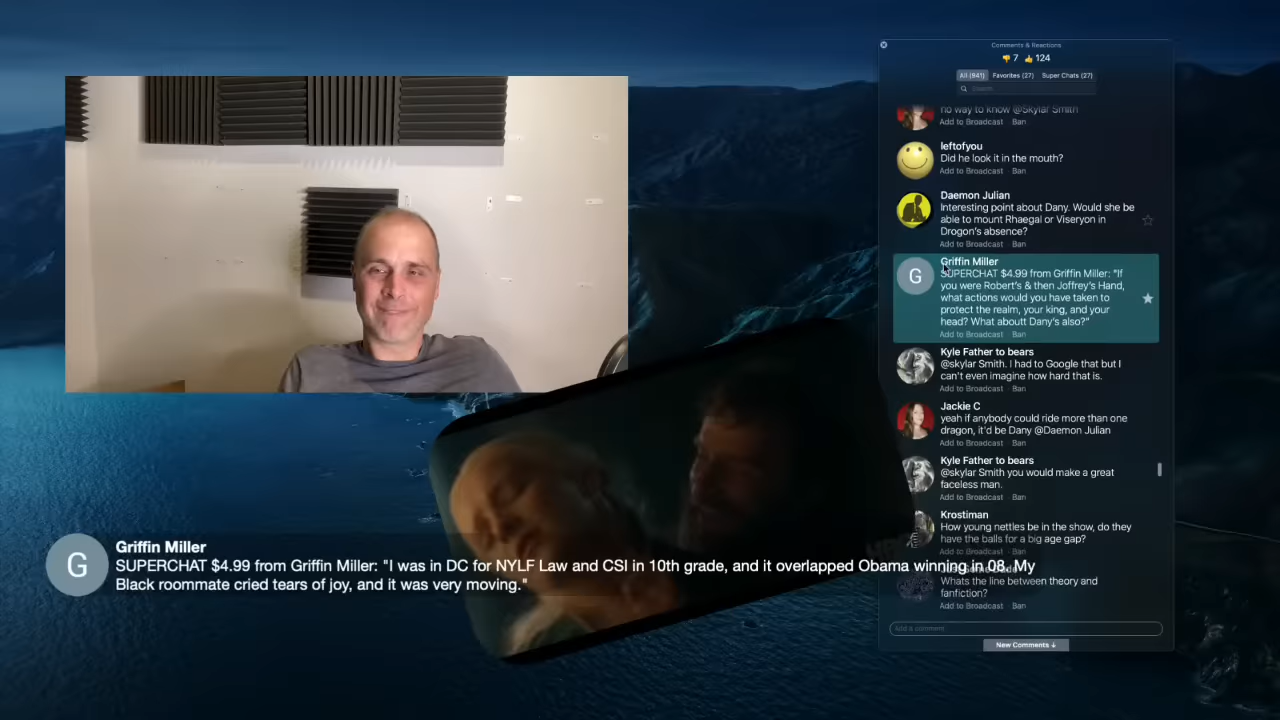 Comments & Reactions
👎 7 👍 124
All (941) Favorites (27) Super Chats (27)
Search
no way to know @Skylar Smith
Add to Broadcast Ban
leftofyou
Did he look it in the mouth?
Add to Broadcast Ban
Daemon Julian
Interesting point about Dany. Would she be
able to mount Rhaegal or Viseryon in
Drogon's absence?
Add to Broadcast Ban
G
Griffin Miller
SUPERCHAT $4.99 from Griffin Miller: "If
you were Robert's & then Joffrey's Hand,
what actions would you have taken to
protect the realm, your king, and your
head? What aboutt Dany's also?"
Add to Broadcast Ban
Kyle Father to bears
@skylar Smith. I had to Google that but I
can't even imagine how hard that is.
Add to Broadcast Ban
Jackie C
yeah if anybody could ride more than one
dragon, it'd be Dany @Daemon Julian
Add to Broadcast Ban
Kyle Father to bears
@skylar Smith you would make a great
faceless man.
Add to Broadcast Ban
Krostiman
How young nettles be in the show, do they
have the balls for a big age gap?
Add to Broadcast Ban
Whats the line between theory and
fanfiction?
Add to Broadcast Ban
Add a comment
New Comments ↓
G
Griffin Miller
SUPERCHAT $4.99 from Griffin Miller: "I was in DC for NYLF Law and CSI in 10th grade, and it overlapped Obama winning in 08. My
Black roommate cried tears of joy, and it was very moving."